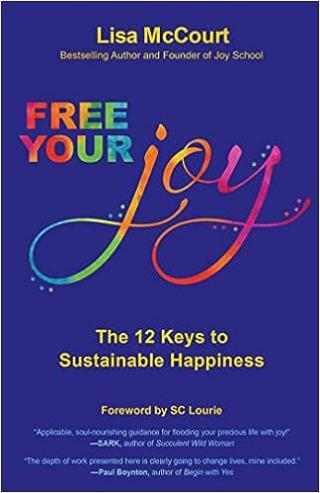 Lisa McCourt
Bestselling Author and Founder of Joy School
FREE
YOUR joy
The 12 Keys to
Sustainable Happiness
Foreword by SC Lourie
"Applicable, soul-nourishing guidance for flooding your precious life with joy!"
—SARK, author of Succulent Wild Woman
"The depth of work presented here is clearly going to change lives, mine included."
—Paul Boynton, author of Begin with Yes